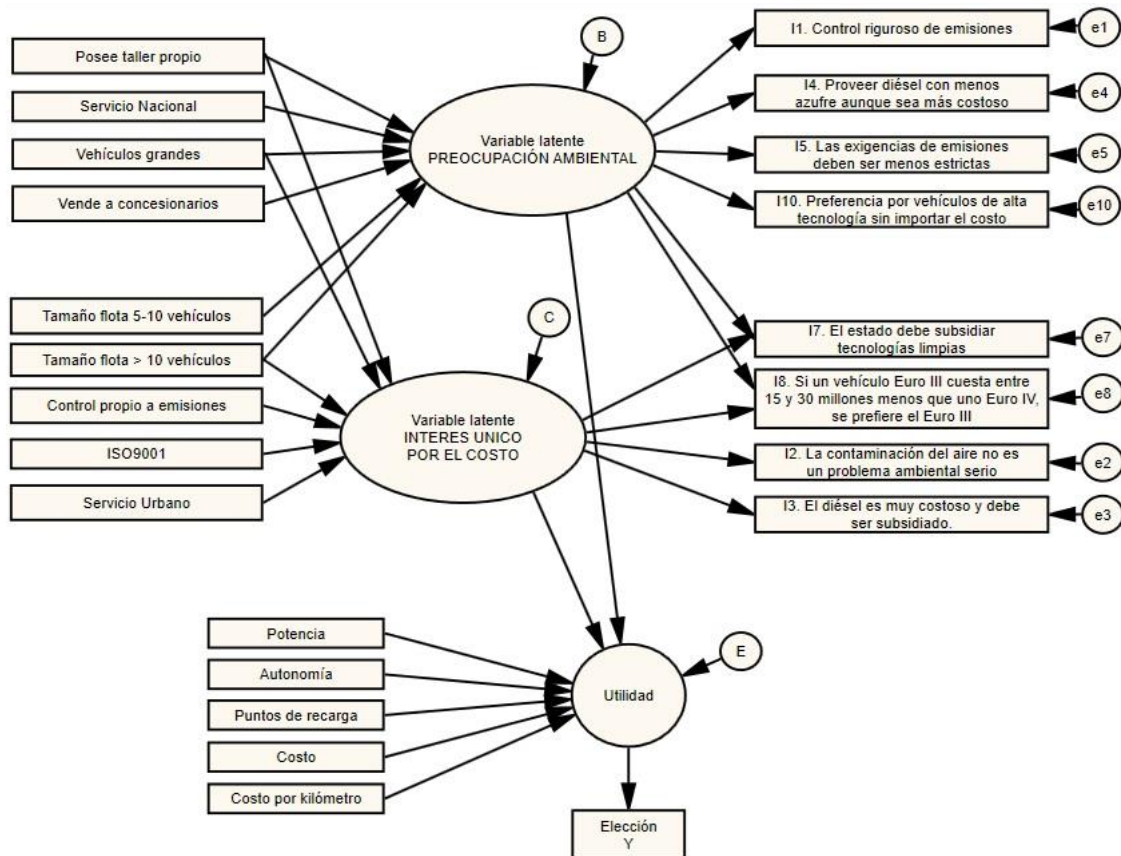 Posee taller propio
Servicio Nacional
Vehículos grandes
Vende a concesionarios
Tamaño flota 5-10 vehículos
Tamaño flota > 10 vehículos
Control propio a emisiones
ISO9001
Servicio Urbano
B
Variable latente
PREOCUPACIÓN AMBIENTAL
C
Variable latente
INTERES UNICO
POR EL COSTO
I1. Control riguroso de emisiones
e1
I4. Proveer diésel con menos
azufre aunque sea más costoso
e4
I5. Las exigencias de emisiones
deben ser menos estrictas
e5
I10. Preferencia por vehículos de alta
tecnología sin importar el costo
e10
I7. El estado debe subsidiar
tecnologías limpias
e7
I8. Si un vehículo Euro III cuesta entre
15 y 30 millones menos que uno Euro IV,
se prefiere el Euro III
e8
I2. La contaminación del aire no es
un problema ambiental serio
e2
I3. El diésel es muy costoso y debe
ser subsidiado.
e3
Potencia
Autonomía
Puntos de recarga
Costo
Costo por kilómetro
Utilidad
E
Elección
Y